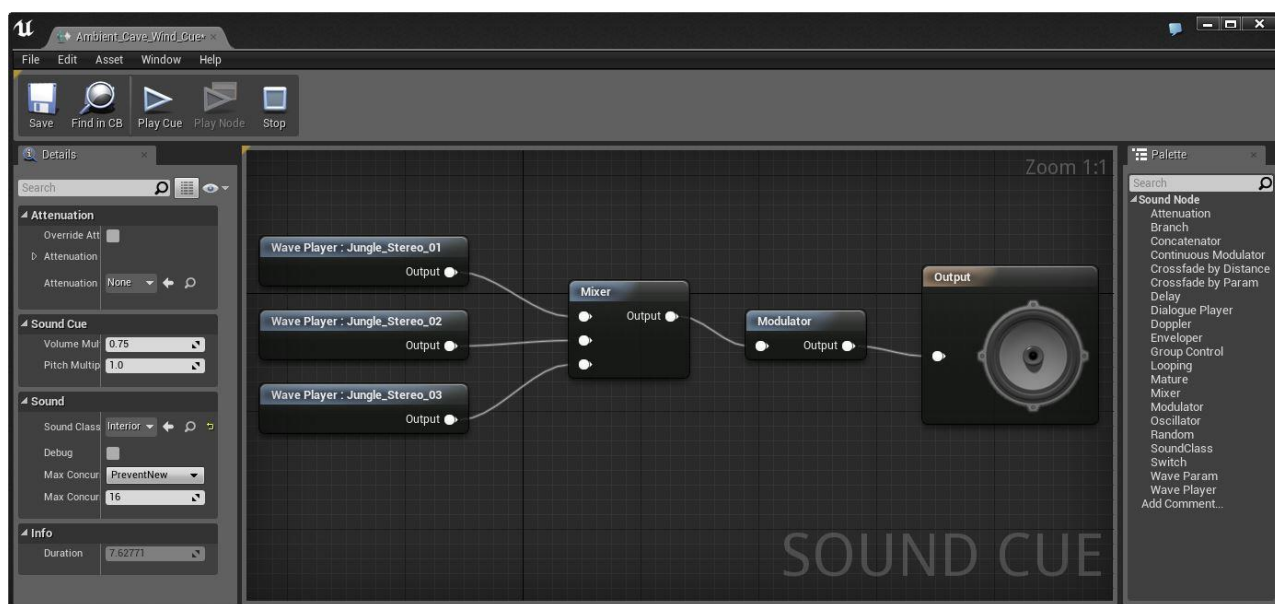 Ambient_Cave_Wind_Cue*
File Edit Asset Window Help
Save Find in CB Play Cue Play Node Stop
Details
Search
Attenuation
Override Att
Attenuation
Attenuation None
Sound Cue
Volume Mul 0.75
Pitch Multip 1.0
Sound
Sound Class Interior
Debug
Max Concur PreventNew
Max Concur 16
Info
Duration 7.62771
Zoom 1:1
Wave Player : Jungle_Stereo_01
Output
Wave Player : Jungle_Stereo_02
Output
Wave Player : Jungle_Stereo_03
Output
Mixer
Output
Modulator
Output
Output
SOUND CUE
Palette
Search
Sound Node
Attenuation
Branch
Concatenator
Continuous Modulator
Crossfade by Distance
Crossfade by Param
Delay
Dialogue Player
Doppler
Enveloper
Group Control
Looping
Mature
Mixer
Modulator
Oscillator
Random
SoundClass
Switch
Wave Param
Wave Player
Add Comment...